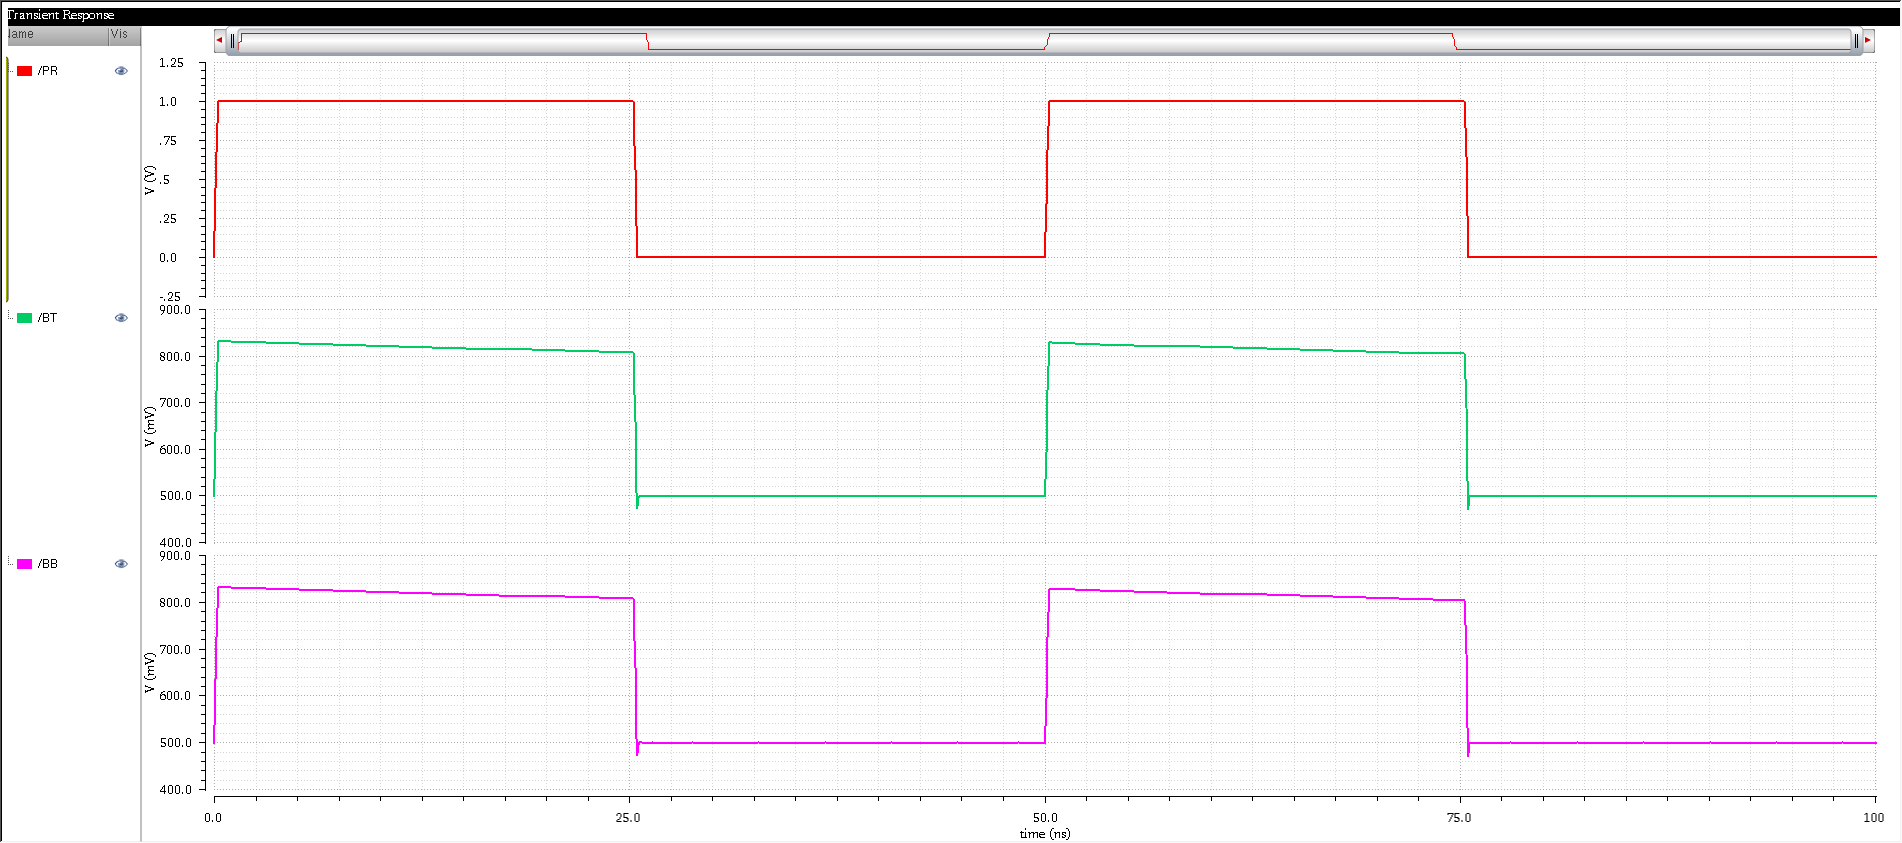 Transient Response
Name Vis
/PR
1.25
1.0
.75
.5
.25
0.0
-.25
V (V)
/BT
900.0
800.0
700.0
600.0
500.0
400.0
V (mV)
/BB
900.0
800.0
700.0
600.0
500.0
400.0
V (mV)
0.0 25.0 50.0 75.0 100
time (ns)